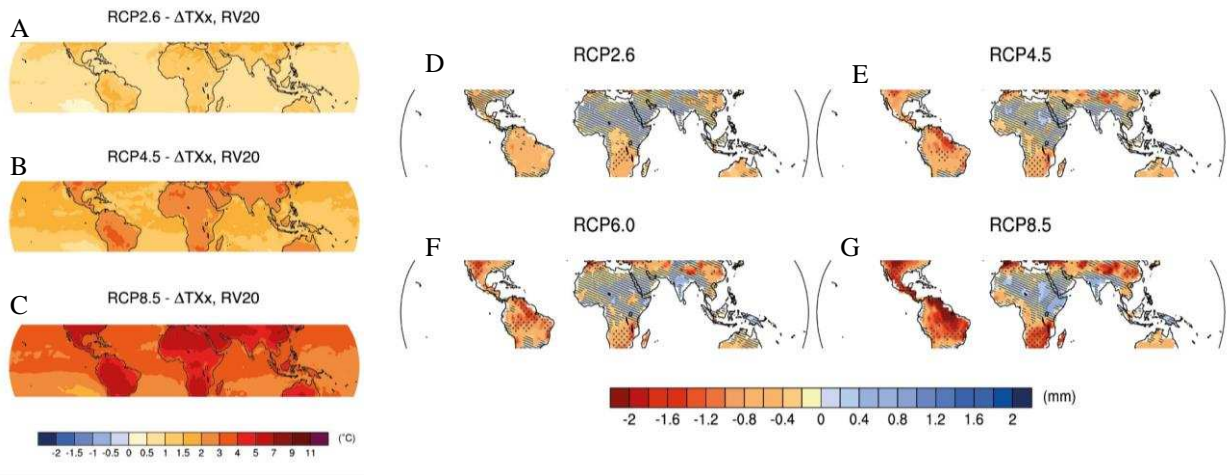 A
RCP2.6 - ΔTXx, RV20
B
RCP4.5 - ΔTXx, RV20
C
RCP8.5 - ΔTXx, RV20
-2 -1.5 -1 -0.5 0 0.5 1 1.5 2 3 4 5 7 9 11 (°C)
D
RCP2.6
E
RCP4.5
F
RCP6.0
G
RCP8.5
(mm)
-2 -1.6 -1.2 -0.8 -0.4 0 0.4 0.8 1.2 1.6 2